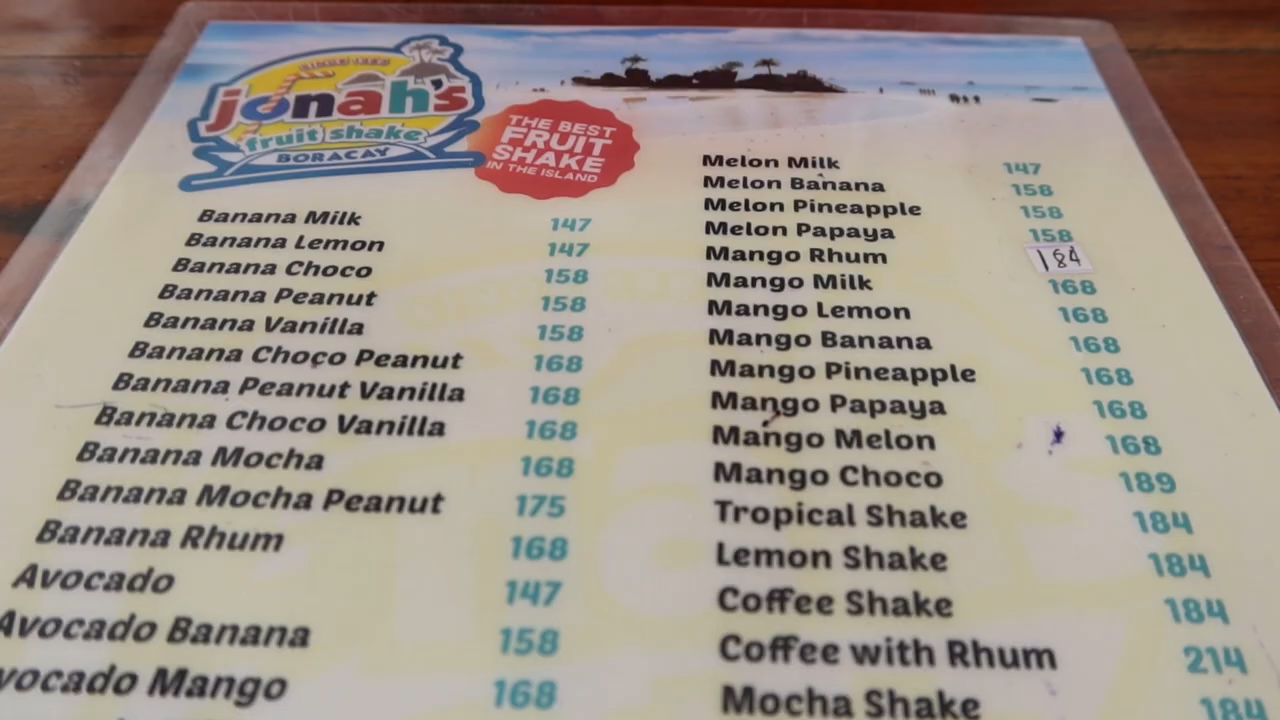 jonah's
fruit shake
BORACAY
THE BEST
FRUIT
SHAKE
IN THE ISLAND
Banana Milk 147
Banana Lemon 147
Banana Choco 158
Banana Peanut 158
Banana Vanilla 158
Banana Choco Peanut 168
Banana Peanut Vanilla 168
Banana Choco Vanilla 168
Banana Mocha 168
Banana Mocha Peanut 175
Banana Rhum 168
Avocado 147
Avocado Banana 158
vocado Mango 168
Melon Milk 147
Melon Banana 158
Melon Pineapple 158
Melon Papaya 158
Mango Rhum 184
Mango Milk 168
Mango Lemon 168
Mango Banana 168
Mango Pineapple 168
Mango Papaya 168
Mango Melon 168
Mango Choco 189
Tropical Shake 184
Lemon Shake 184
Coffee Shake 184
Coffee with Rhum 214
Mocha Shake 184